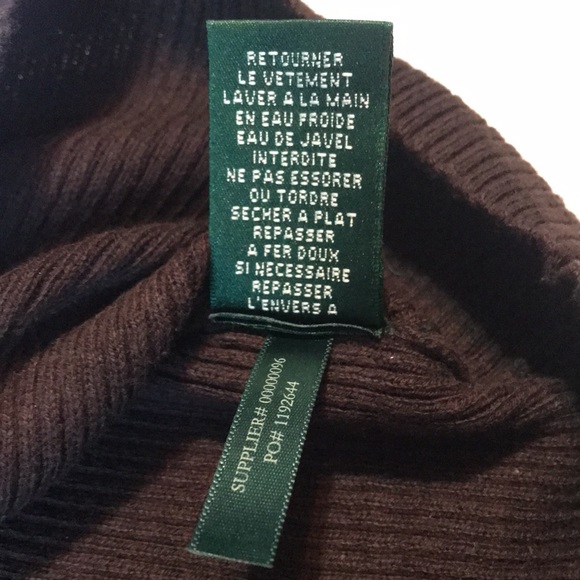 RETOURNER
LE VETEMENT
LAVER A LA MAIN
EN EAU FROIDE
EAU DE JAVEL
INTERDITE
NE PAS ESSORER
OU TORDRE
SECHER A PLAT
REPASSER
A FER DOUX
SI NECESSAIRE
REPASSER
L'ENVERS A
SUPPLIER# 00000096
PO# 1192644